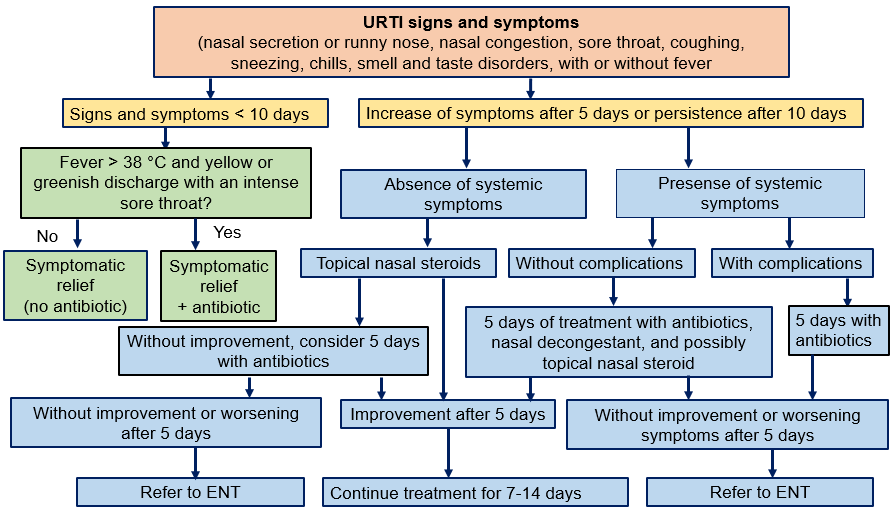 URTI signs and symptoms
(nasal secretion or runny nose, nasal congestion, sore throat, coughing,
sneezing, chills, smell and taste disorders, with or without fever
Signs and symptoms < 10 days
Increase of symptoms after 5 days or persistence after 10 days
Fever > 38 °C and yellow or
greenish discharge with an intense
sore throat?
Absence of systemic
symptoms
Presense of systemic
symptoms
No
Yes
Symptomatic
relief
(no antibiotic)
Symptomatic
relief
+ antibiotic
Topical nasal steroids
Without complications
With complications
Without improvement, consider 5 days
with antibiotics
5 days of treatment with antibiotics,
nasal decongestant, and possibly
topical nasal steroid
5 days with
antibiotics
Without improvement or worsening
after 5 days
Improvement after 5 days
Without improvement or worsening
symptoms after 5 days
Refer to ENT
Continue treatment for 7-14 days
Refer to ENT